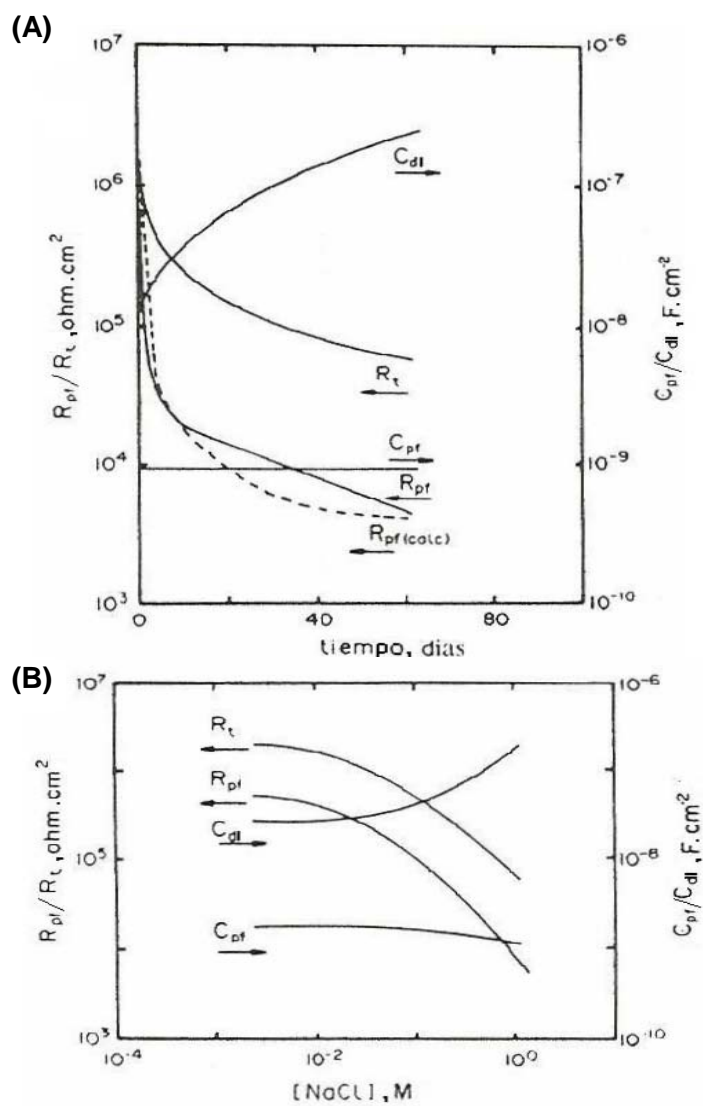 (A)
10⁷
10⁶
10⁵
10⁴
10³
R_pf/R_t, ohm.cm²
10⁻⁶
10⁻⁷
10⁻⁸
10⁻⁹
10⁻¹⁰
C_pf/C_dl, F.cm⁻²
C_dl
R_t
C_pf
R_pf
R_pf(calc)
0 20 40 60 80
tiempo, dias
(B)
10⁷
10⁵
10³
R_pf/R_t, ohm.cm²
10⁻⁶
10⁻⁸
10⁻¹⁰
C_pf/C_dl, F.cm⁻²
R_t
R_pf
C_dl
C_pf
10⁻⁴ 10⁻² 10⁰
[NaCl], M